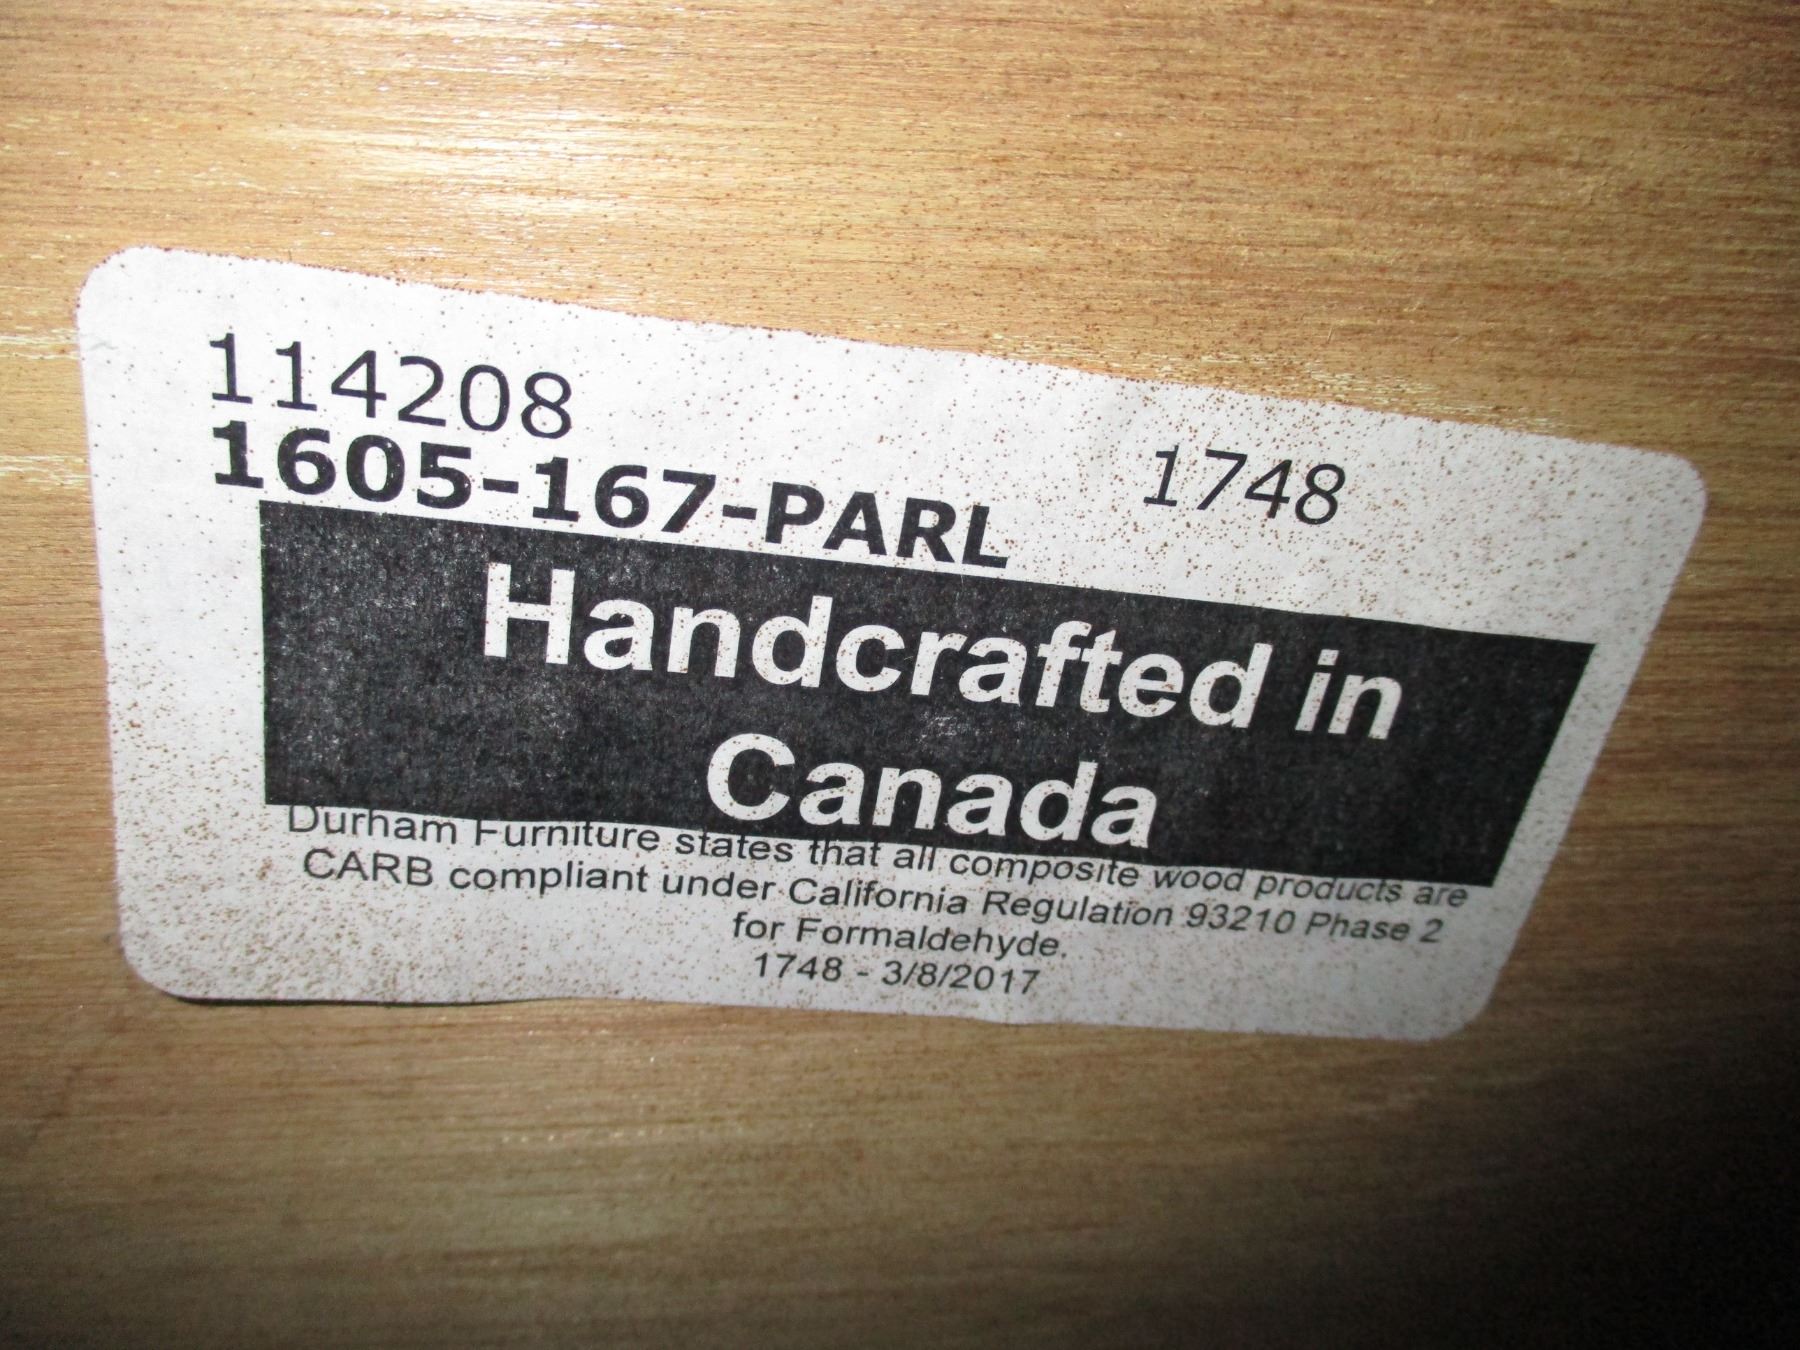 114208
1605-167-PARL 1748
Handcrafted in
Canada
Durham Furniture states that all composite wood products are
CARB compliant under California Regulation 93210 Phase 2
for Formaldehyde.
1748 - 3/8/2017